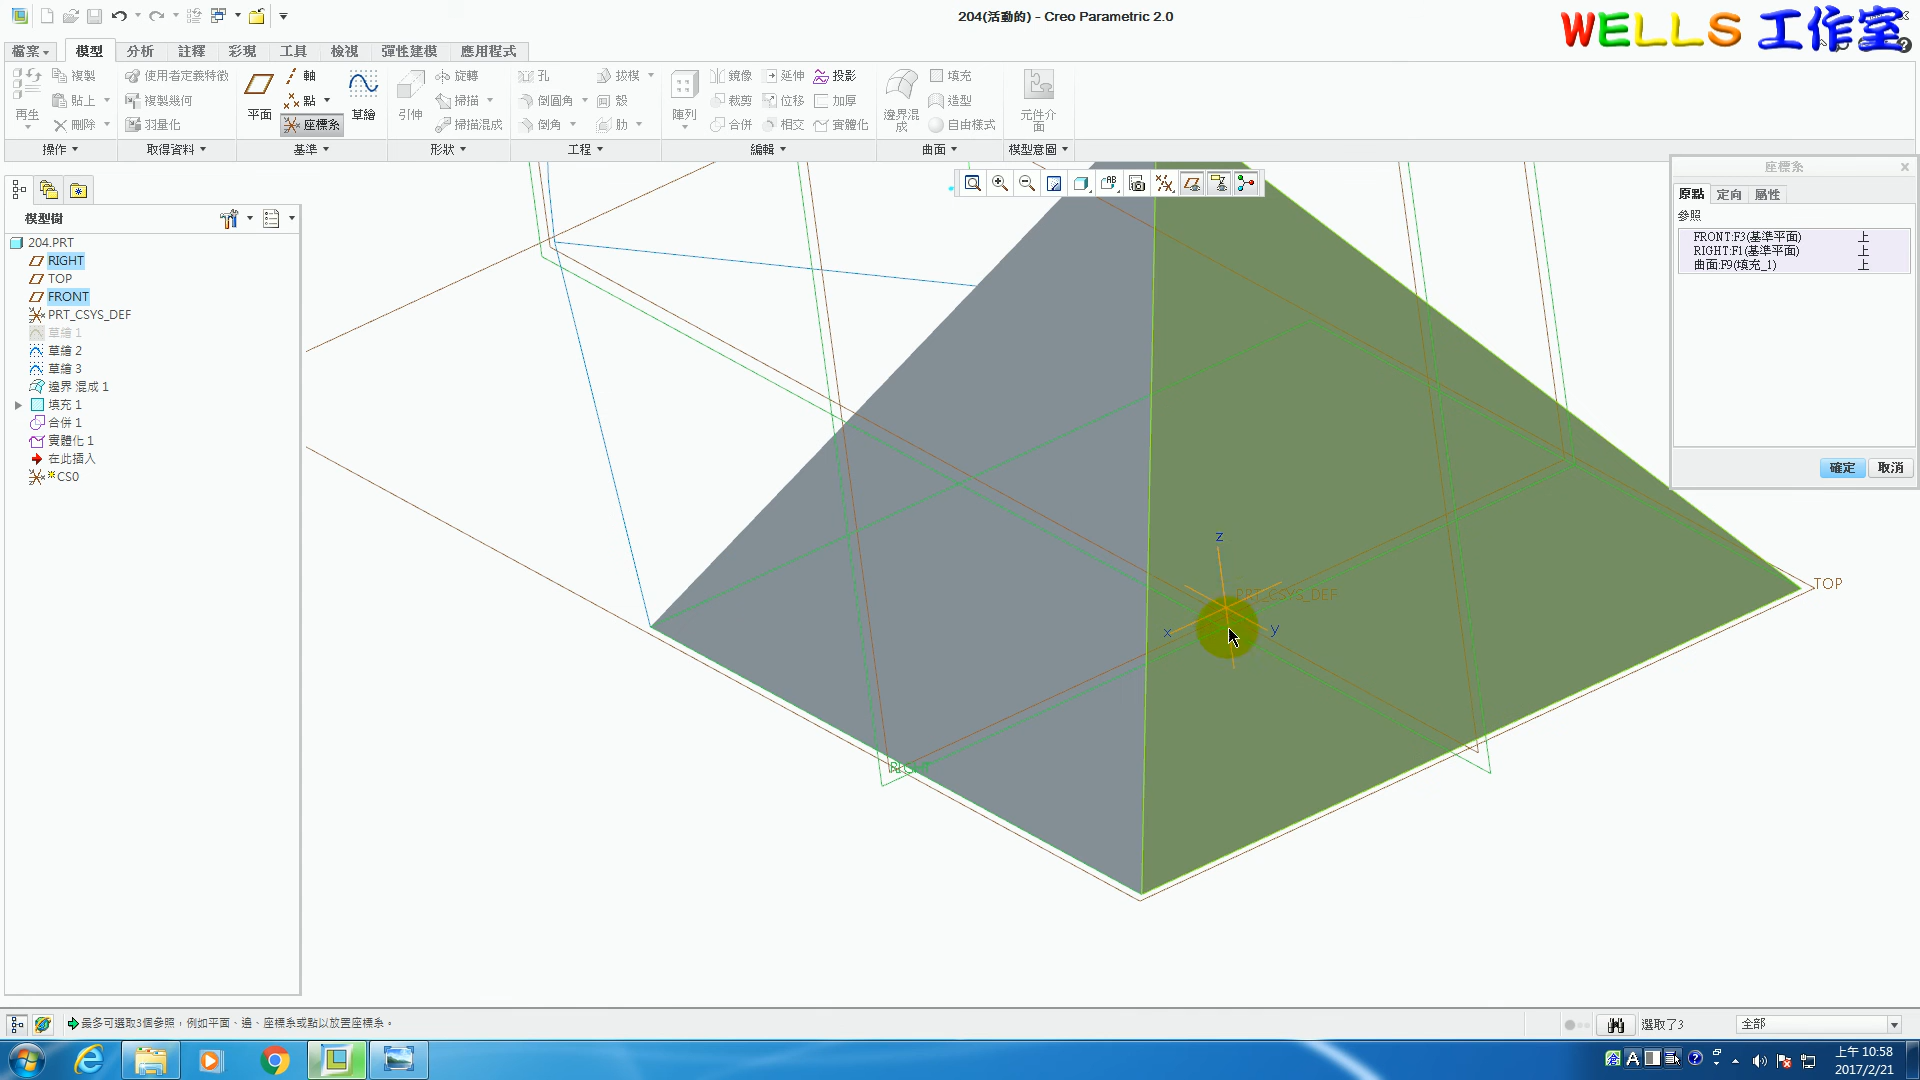 204(活動的) - Creo Parametric 2.0
WELLS 工作室
檔案 模型 分析 註釋 彩現 工具 檢視 彈性建模 應用程式
再生 複製 貼上 刪除
使用者定義特徵 複製幾何 羽量化
平面 軸 點 座標系 草繪
引伸 旋轉 掃描 掃描混成
孔 倒圓角 倒角 拔模 殼 肋
陣列 鏡像 裁剪 合併 延伸 位移 相交 投影 加厚 實體化
邊界混成 填充 造型 自由樣式
元件介面
操作 取得資料 基準 形狀 工程 編輯 曲面 模型意圖
模型樹
204.PRT
RIGHT
TOP
FRONT
PRT_CSYS_DEF
草繪 1
草繪 2
草繪 3
邊界 混成 1
填充 1
合併 1
實體化 1
在此插入
CS0
座標系
原點 定向 屬性
參照
FRONT:F3(基準平面) 上
RIGHT:F1(基準平面) 上
曲面:F9(填充_1) 上
確定 取消
z
PRT_CSYS_DEF
x
y
TOP
RIGHT
最多可選取3個參照，例如平面、邊、座標系或點以放置座標系。
選取了3
全部
上午 10:58
2017/2/21